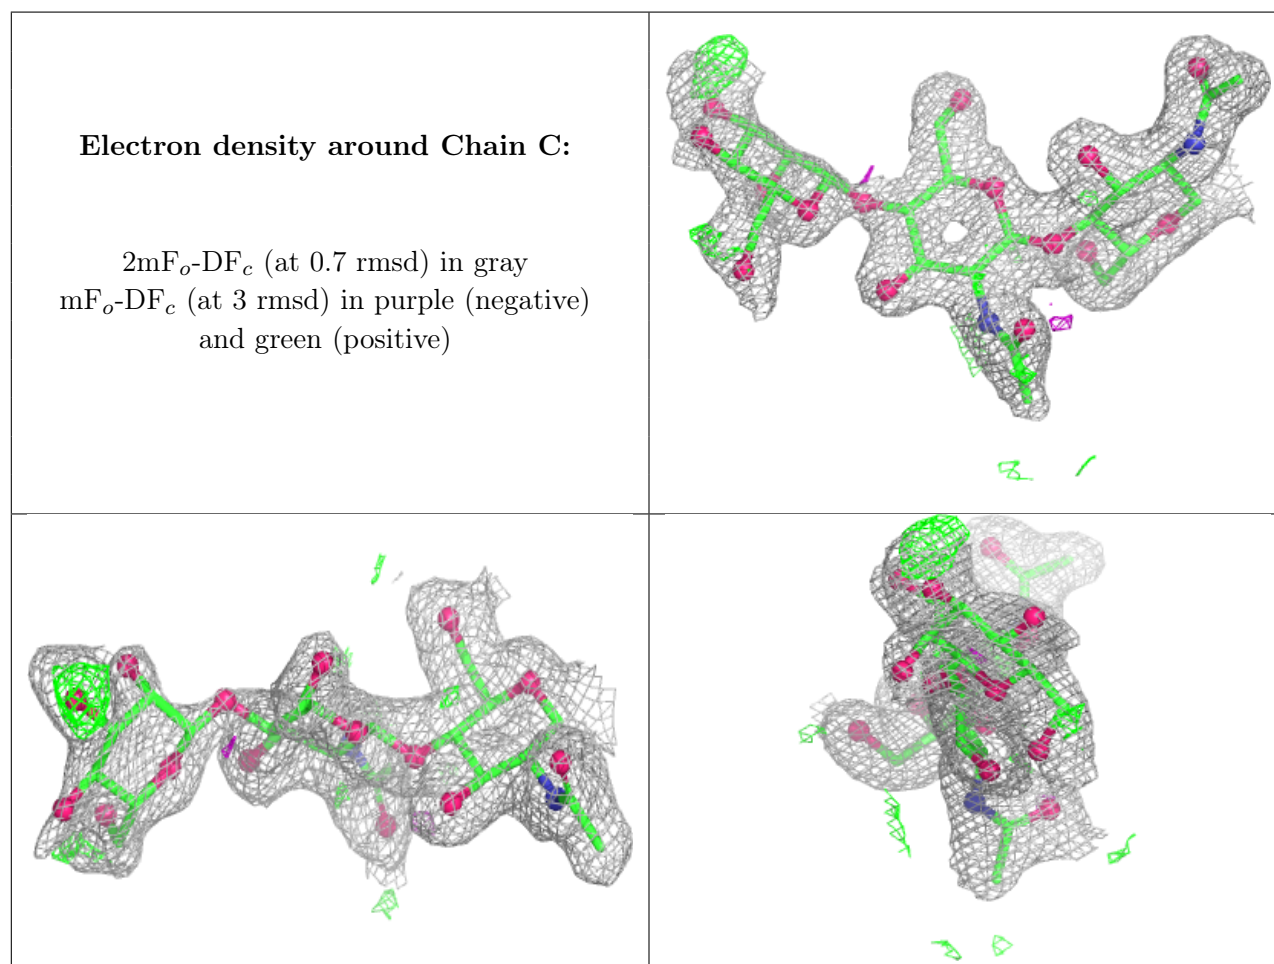 Electron density around Chain C:
2mFo-DFc (at 0.7 rmsd) in gray
mFo-DFc (at 3 rmsd) in purple (negative)
and green (positive)